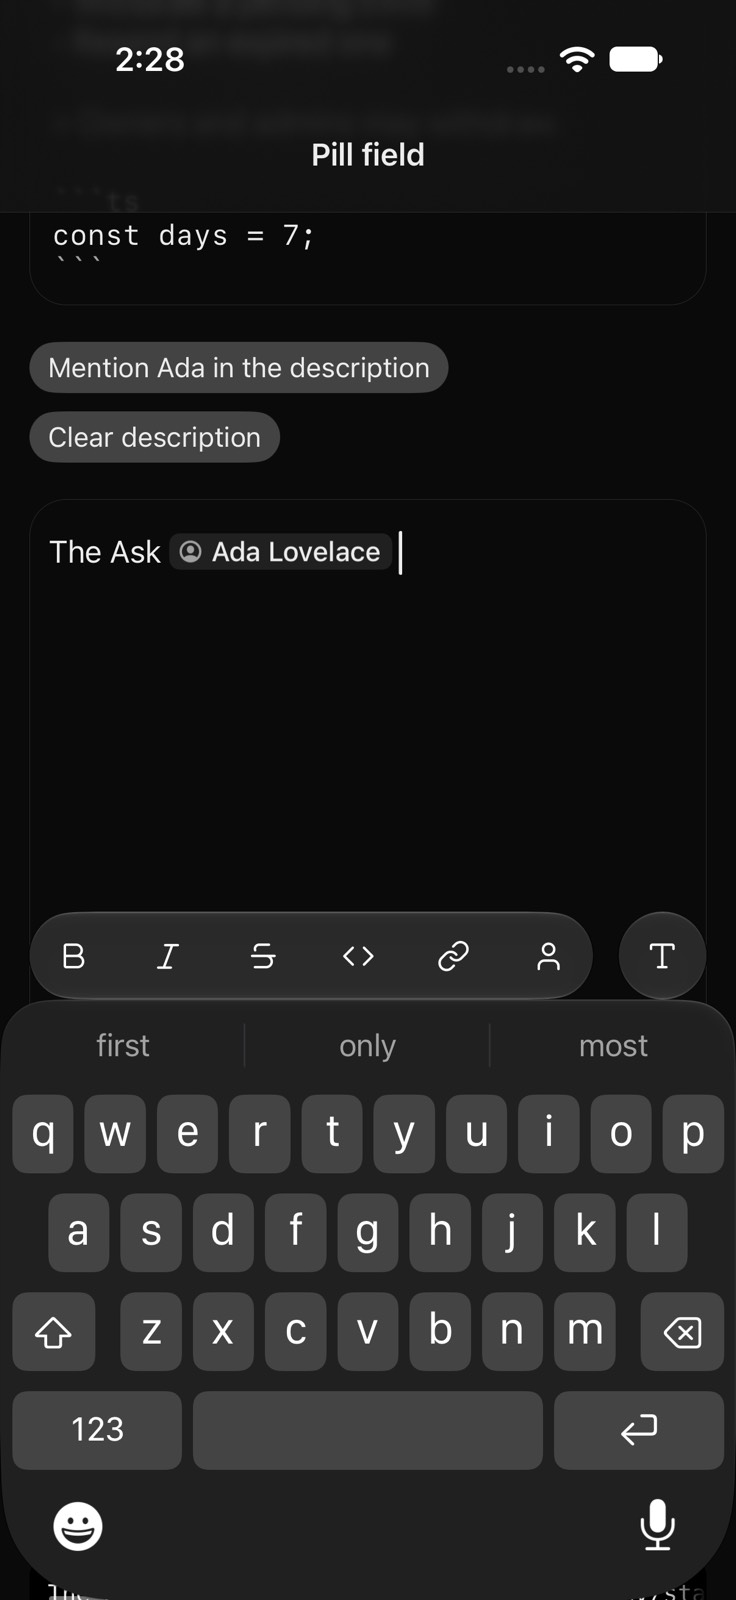 2:28
Pill field
```ts
const days = 7;
```
Mention Ada in the description
Clear description
The Ask Ada Lovelace
B I S <> T
first only most
q w e r t y u i o p
a s d f g h j k l
z x c v b n m
123